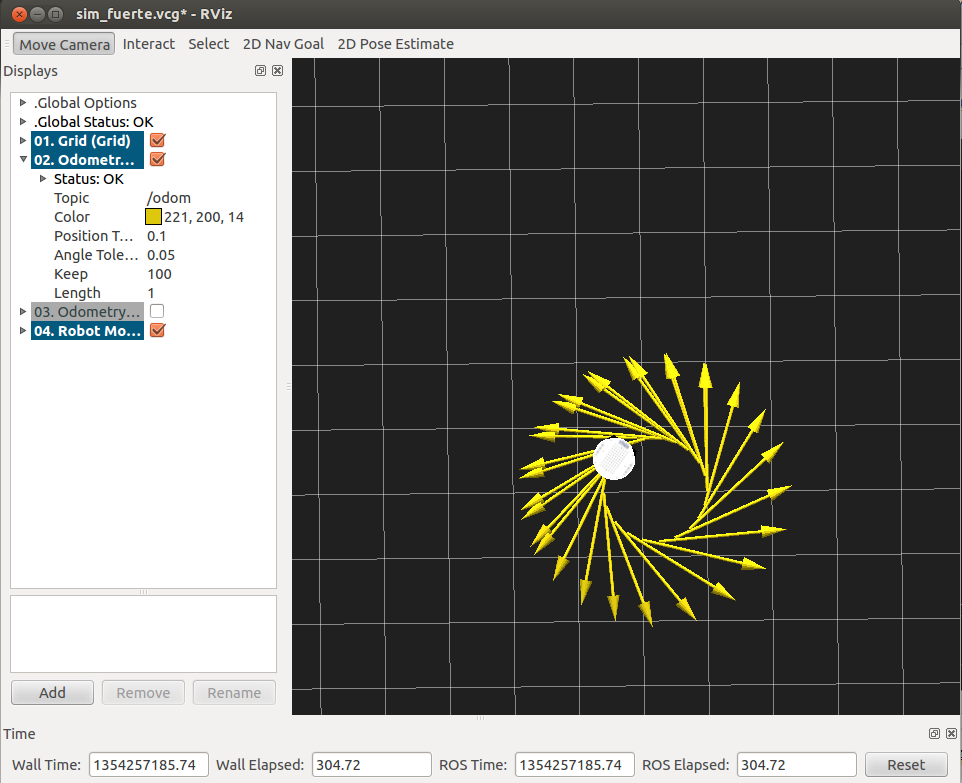 sim_fuerte.vcg* - RViz
Move Camera Interact Select 2D Nav Goal 2D Pose Estimate
Displays
.Global Options
.Global Status: OK
01. Grid (Grid)
02. Odometr...
Status: OK
Topic /odom
Color 221, 200, 14
Position T... 0.1
Angle Tole... 0.05
Keep 100
Length 1
03. Odometry...
04. Robot Mo...
Add Remove Rename
Time
Wall Time: 1354257185.74 Wall Elapsed: 304.72 ROS Time: 1354257185.74 ROS Elapsed: 304.72 Reset